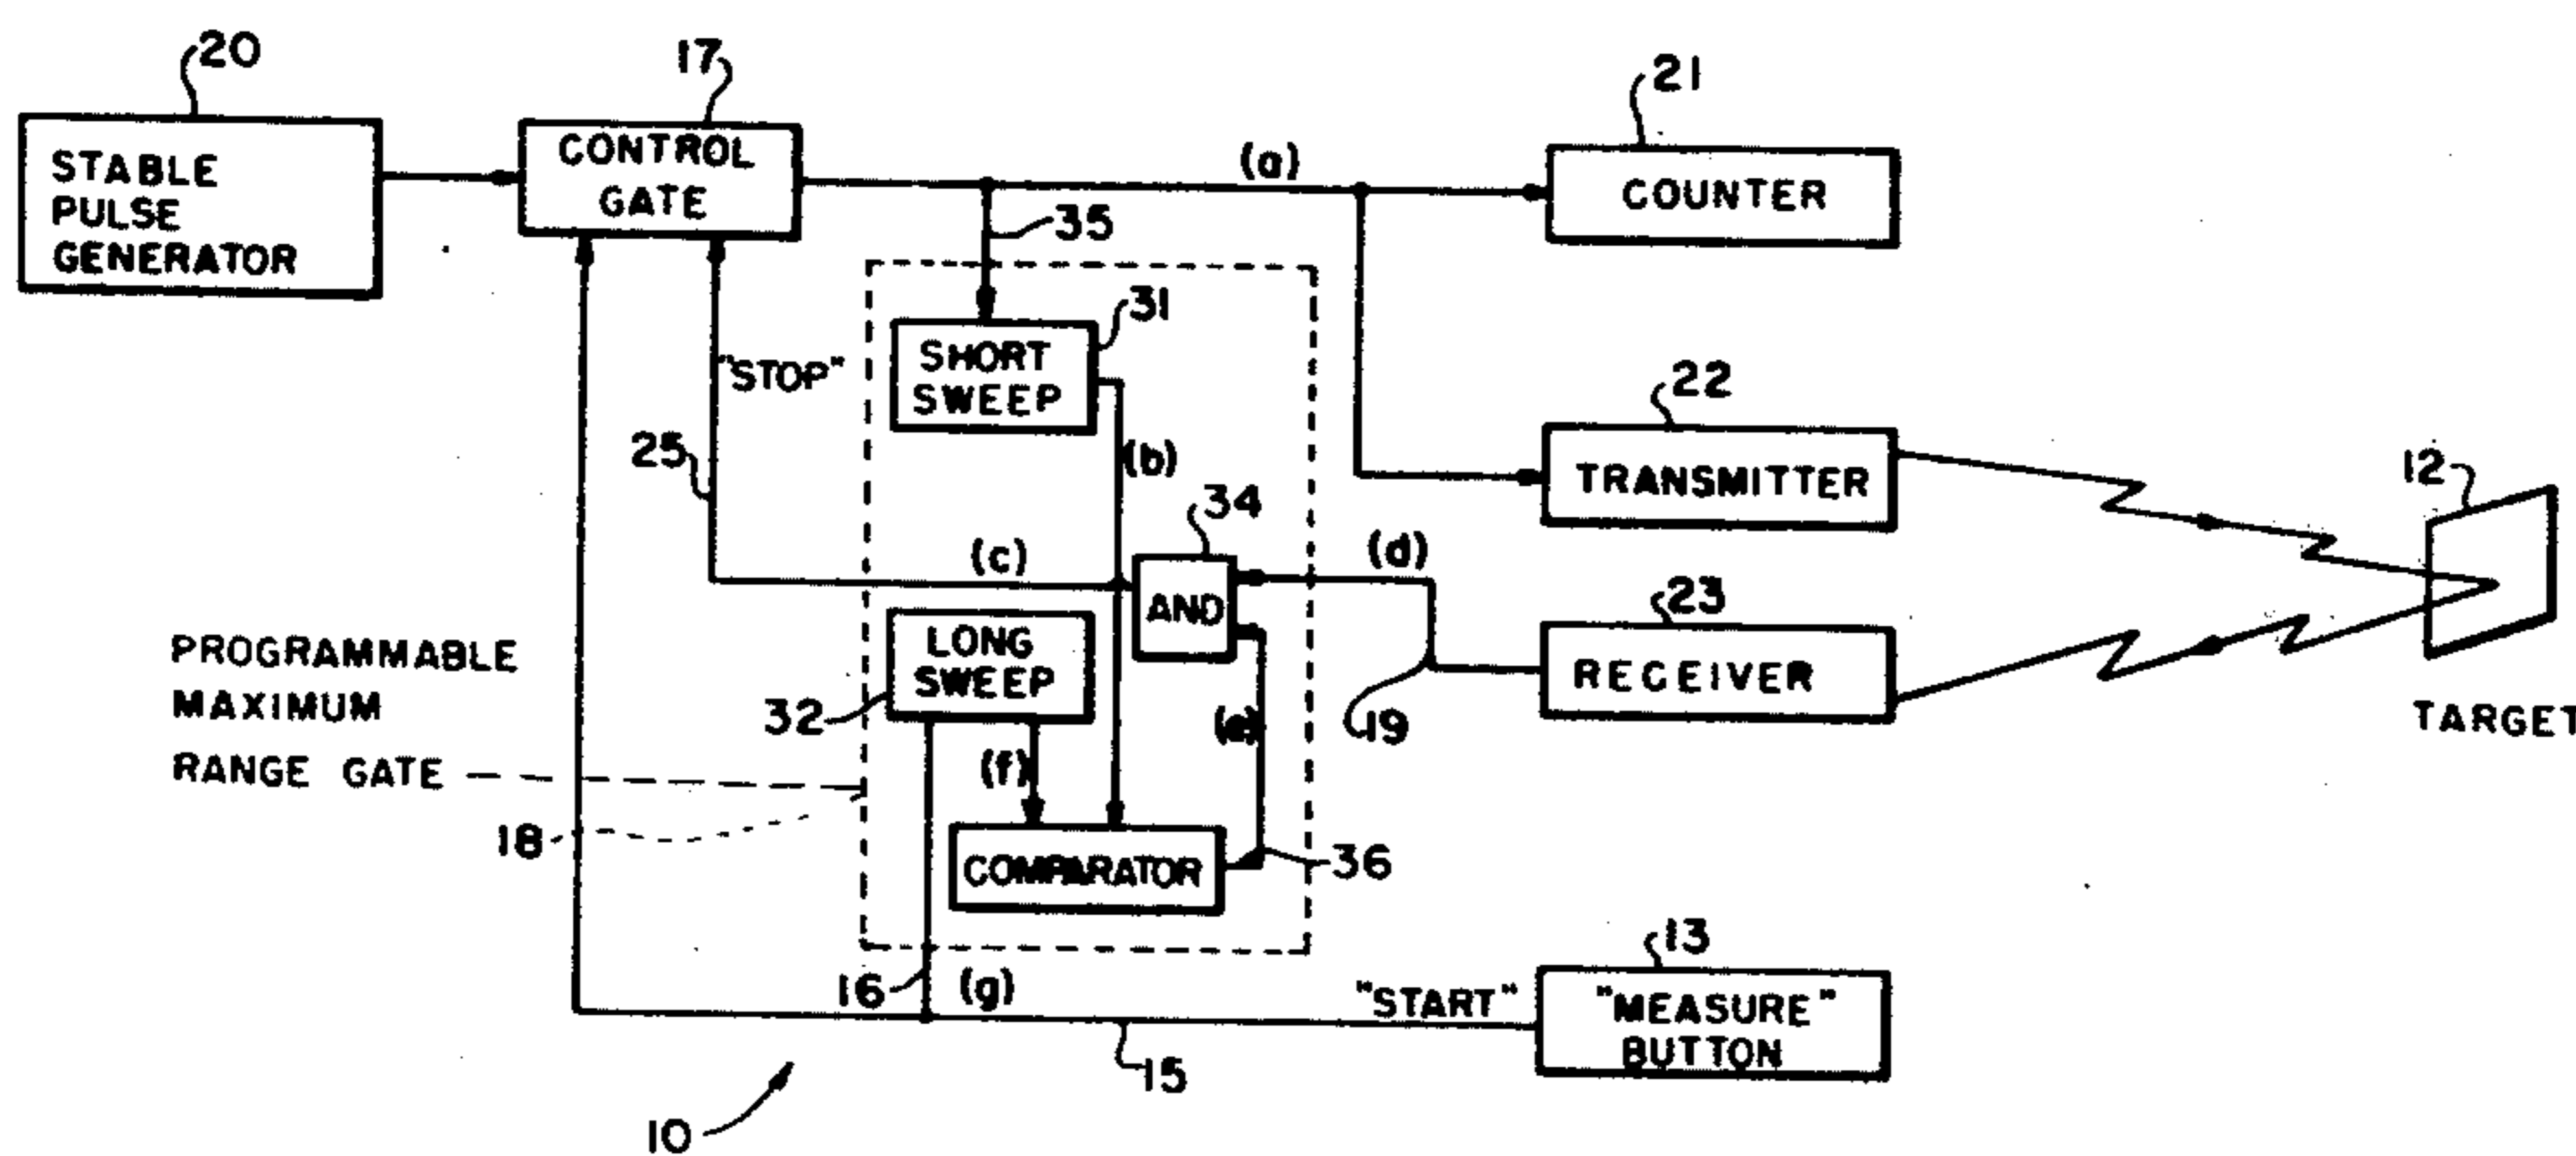 20
17
21
STABLE
PULSE
GENERATOR
CONTROL
GATE
(a)
COUNTER
35
31
SHORT
SWEEP
"STOP"
25
(b)
22
TRANSMITTER
12
TARGET
34
(c)
AND
(d)
23
RECEIVER
19
LONG
SWEEP
32
(e)
(f)
PROGRAMMABLE
MAXIMUM
RANGE GATE
18
COMPARATOR
36
16
(g)
"START"
13
"MEASURE"
BUTTON
15
10